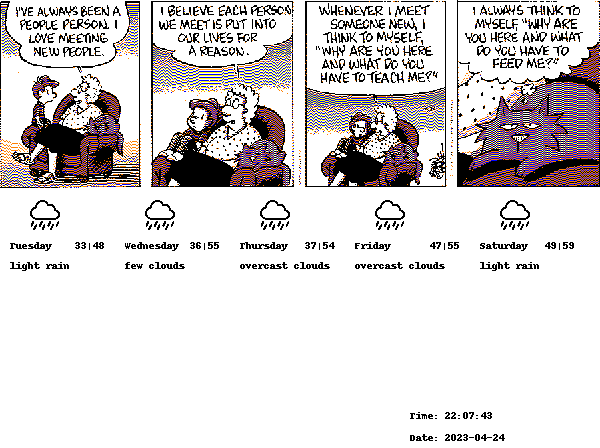 I'VE ALWAYS BEEN A
PEOPLE PERSON. I
LOVE MEETING
NEW PEOPLE.
I BELIEVE EACH PERSON
WE MEET IS PUT INTO
OUR LIVES FOR
A REASON.
WHENEVER I MEET
SOMEONE NEW, I
THINK TO MYSELF,
"WHY ARE YOU HERE
AND WHAT DO YOU
HAVE TO TEACH ME?"
I ALWAYS THINK TO
MYSELF, "WHY ARE
YOU HERE AND WHAT
DO YOU HAVE TO
FEED ME?"
Tuesday 33|48
light rain
Wednesday 36|55
few clouds
Thursday 37|54
overcast clouds
Friday 47|55
overcast clouds
Saturday 49|59
light rain
Time: 22:07:43
Date: 2023-04-24